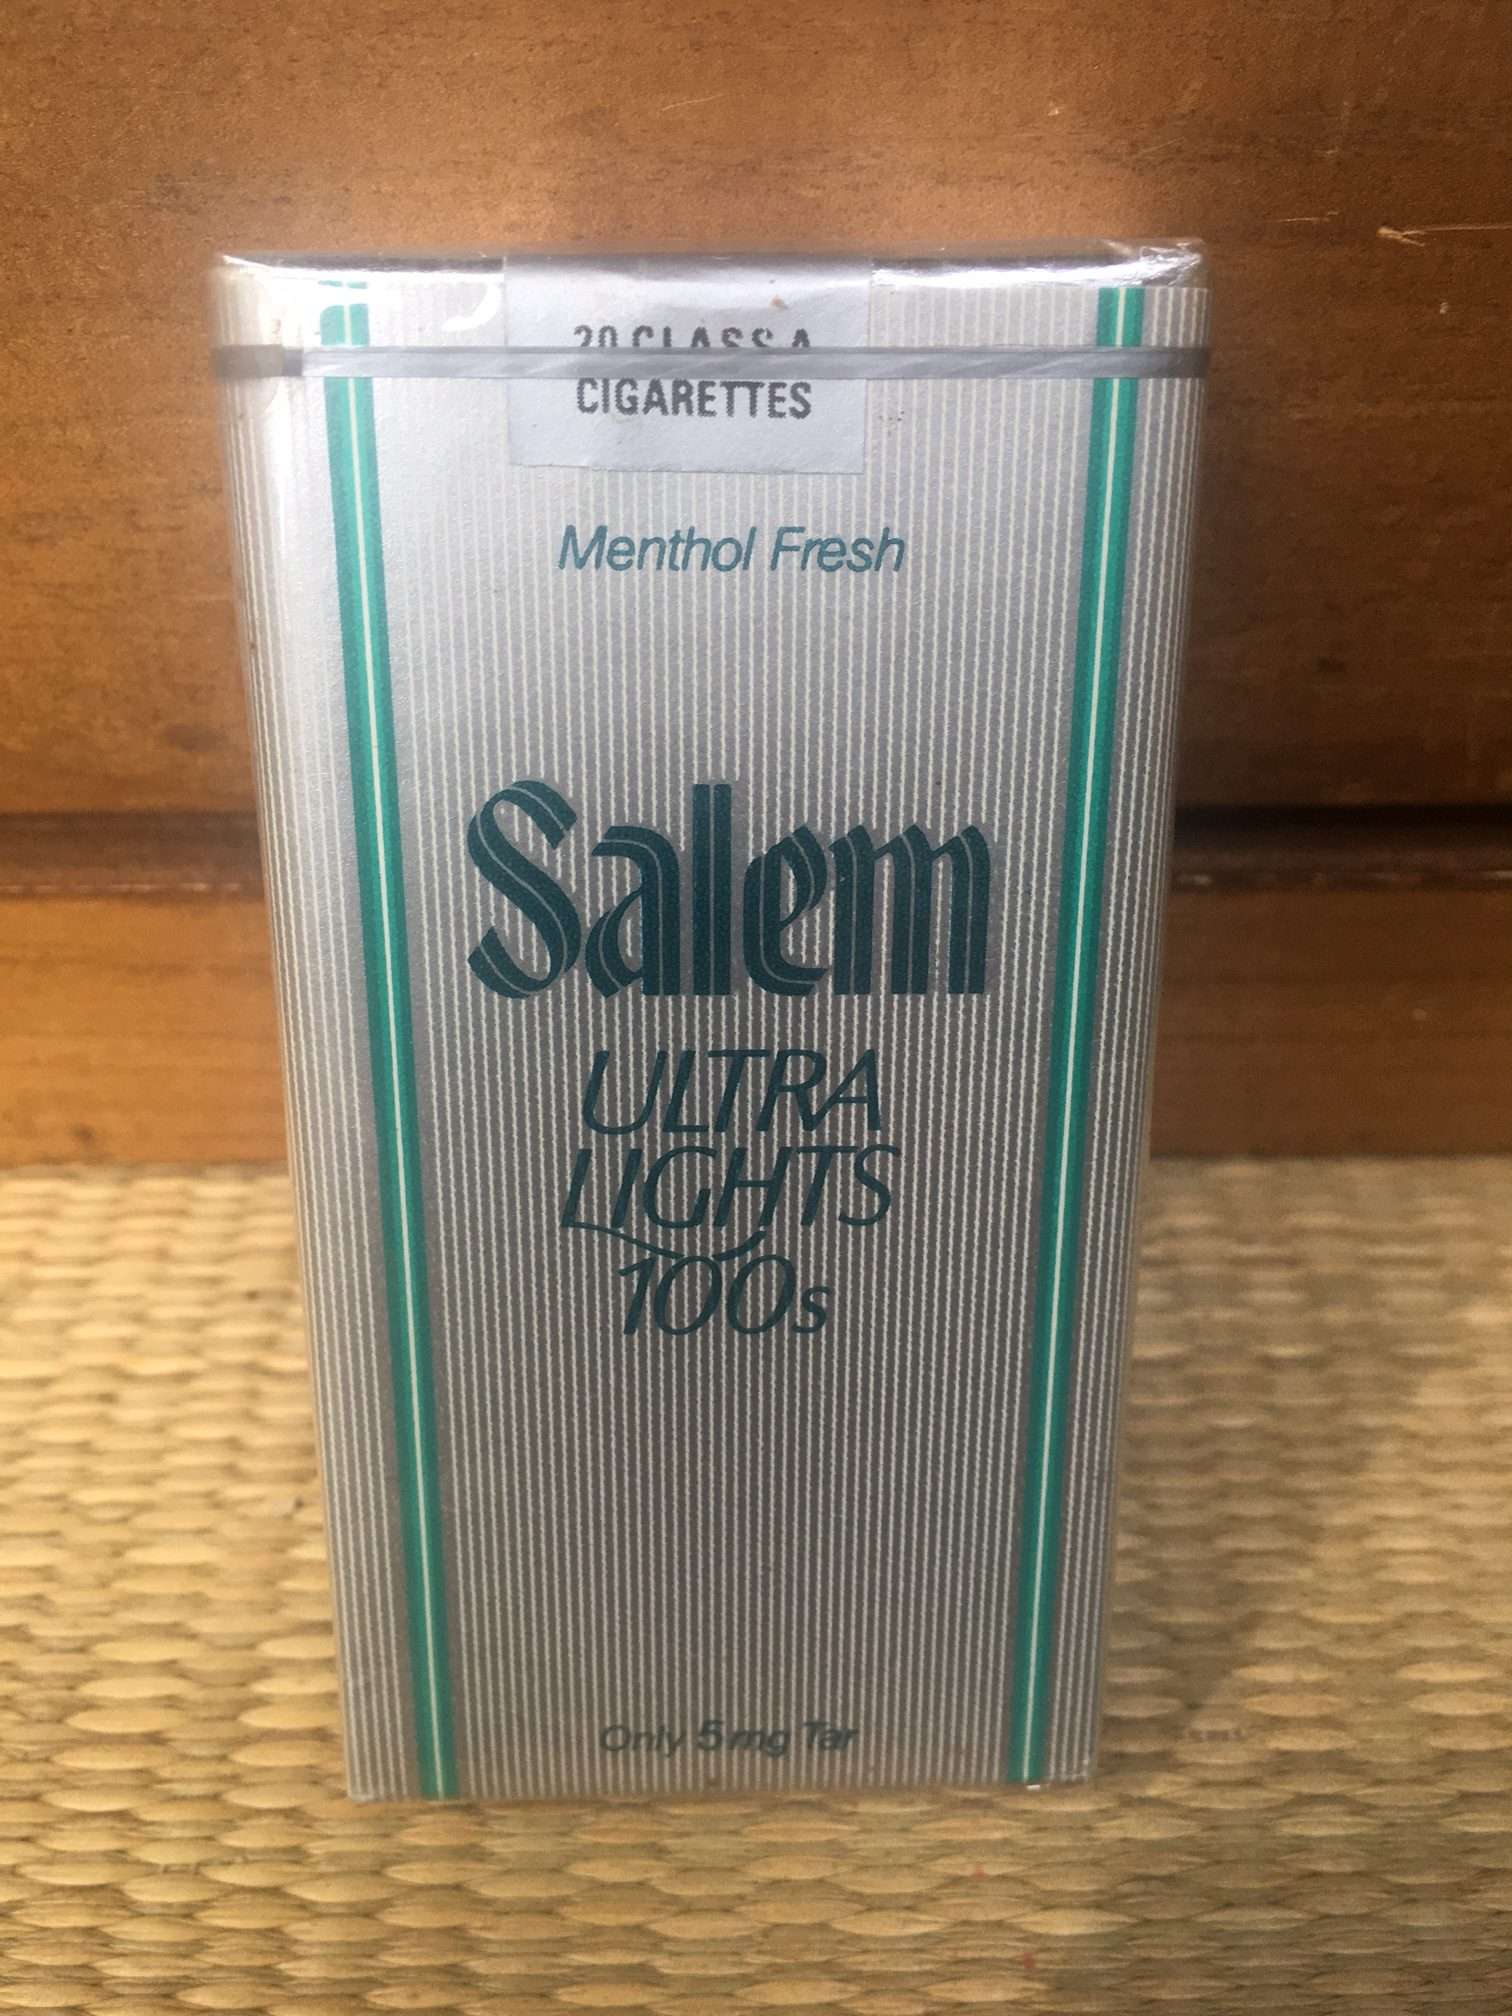 20 CLASS A
CIGARETTES
Menthol Fresh
Salem
ULTRA
LIGHTS
100s
Only 5 mg Tar